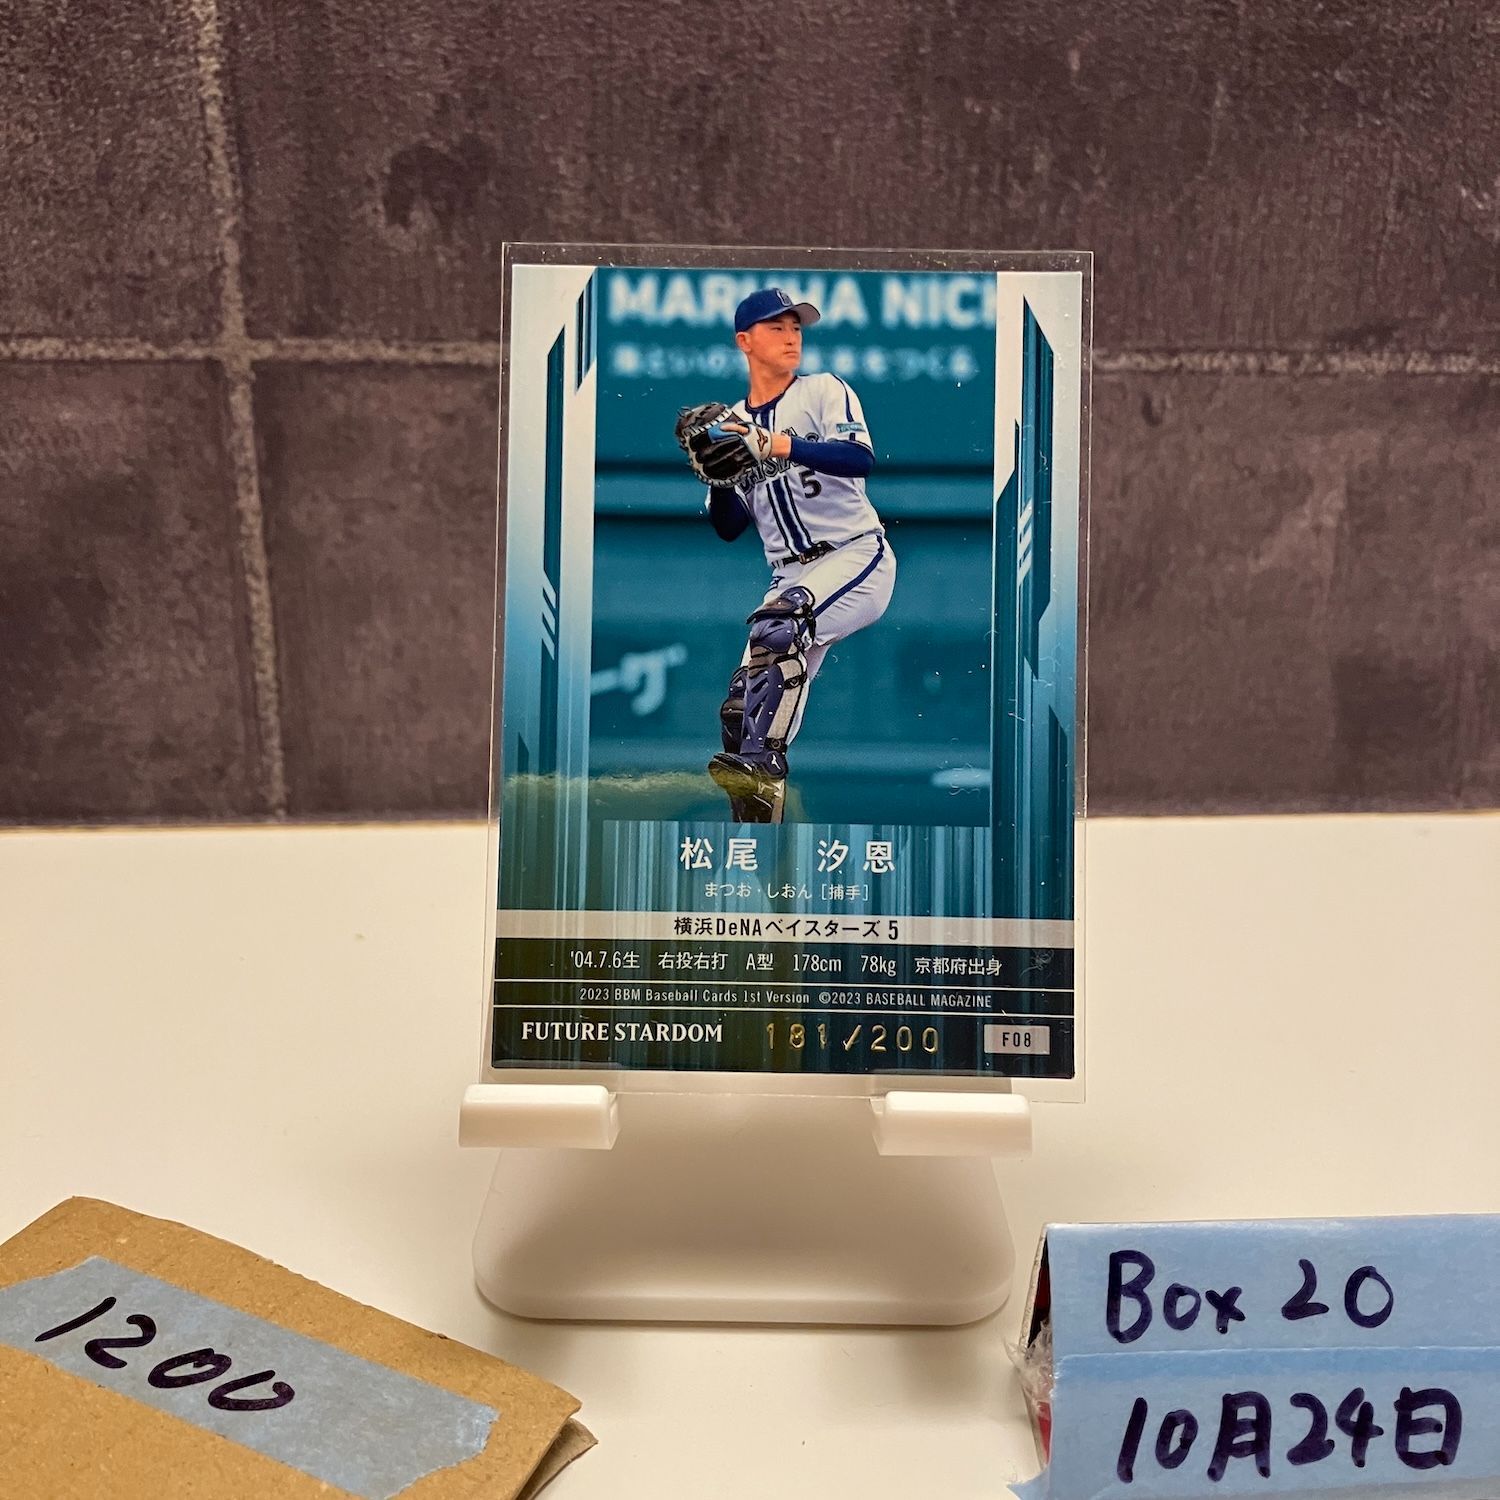 MARUHA NICH
松尾 汐恩
まつお・しおん [捕手]
横浜DeNAベイスターズ 5
'04.7.6生 右投右打 A型 178cm 78kg 京都府出身
2023 BBM Baseball Cards 1st Version ©2023 BASEBALL MAGAZINE
FUTURE STARDOM 181/200 F08
5
1200
Box 20
10月24日